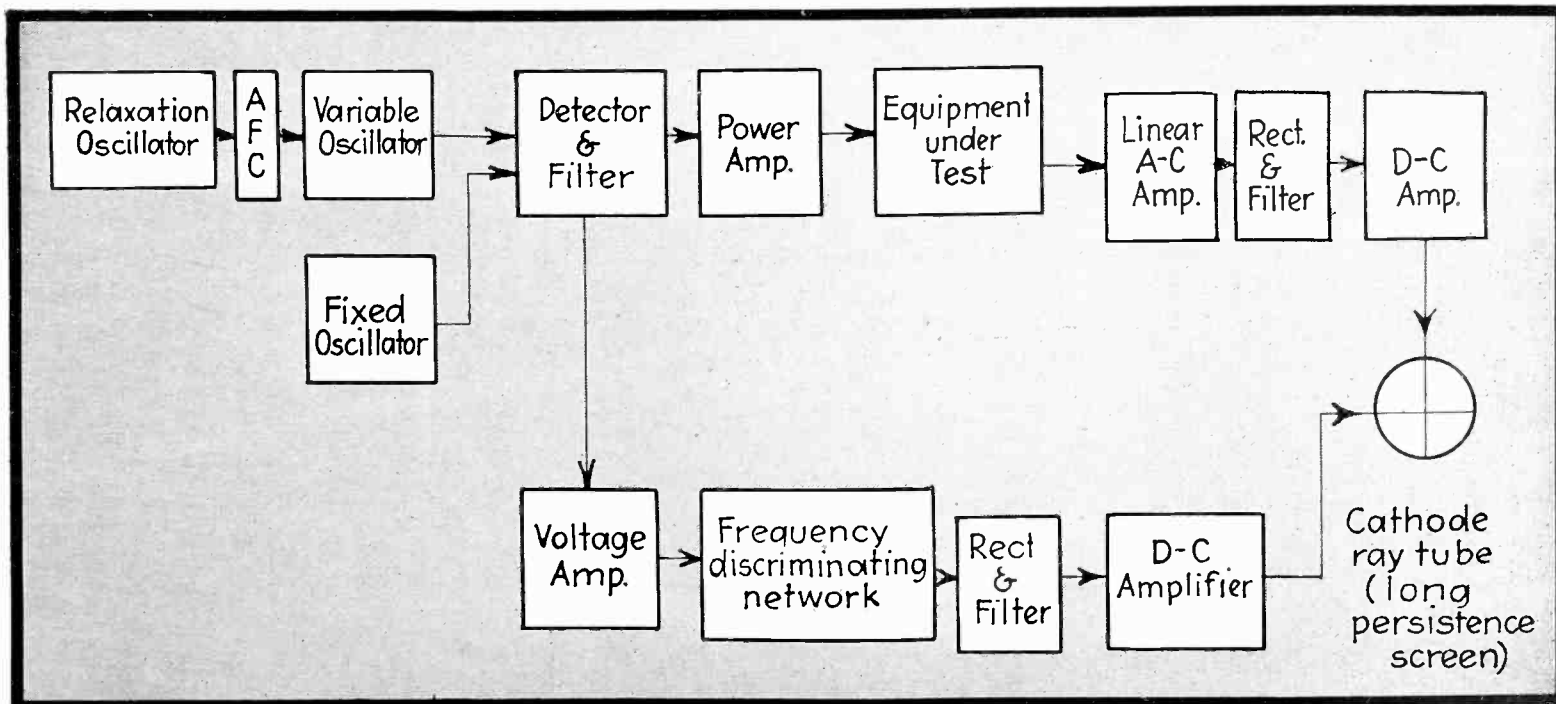 Relaxation
Oscillator
A
F
C
Variable
Oscillator
Detector
&
Filter
Power
Amp.
Equipment
under
Test
Linear
A-C
Amp.
Rect.
&
Filter
D-C
Amp.
Fixed
Oscillator
Voltage
Amp.
Frequency
discriminating
network
Rect
&
Filter
D-C
Amplifier
Cathode
ray tube
(long
persistence
screen)